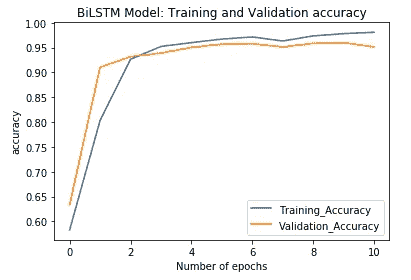 BiLSTM Model: Training and Validation accuracy
1.00
0.95
0.90
0.85
0.80
0.75
0.70
0.65
0.60
accuracy
Training_Accuracy
Validation_Accuracy
0 2 4 6 8 10
Number of epochs